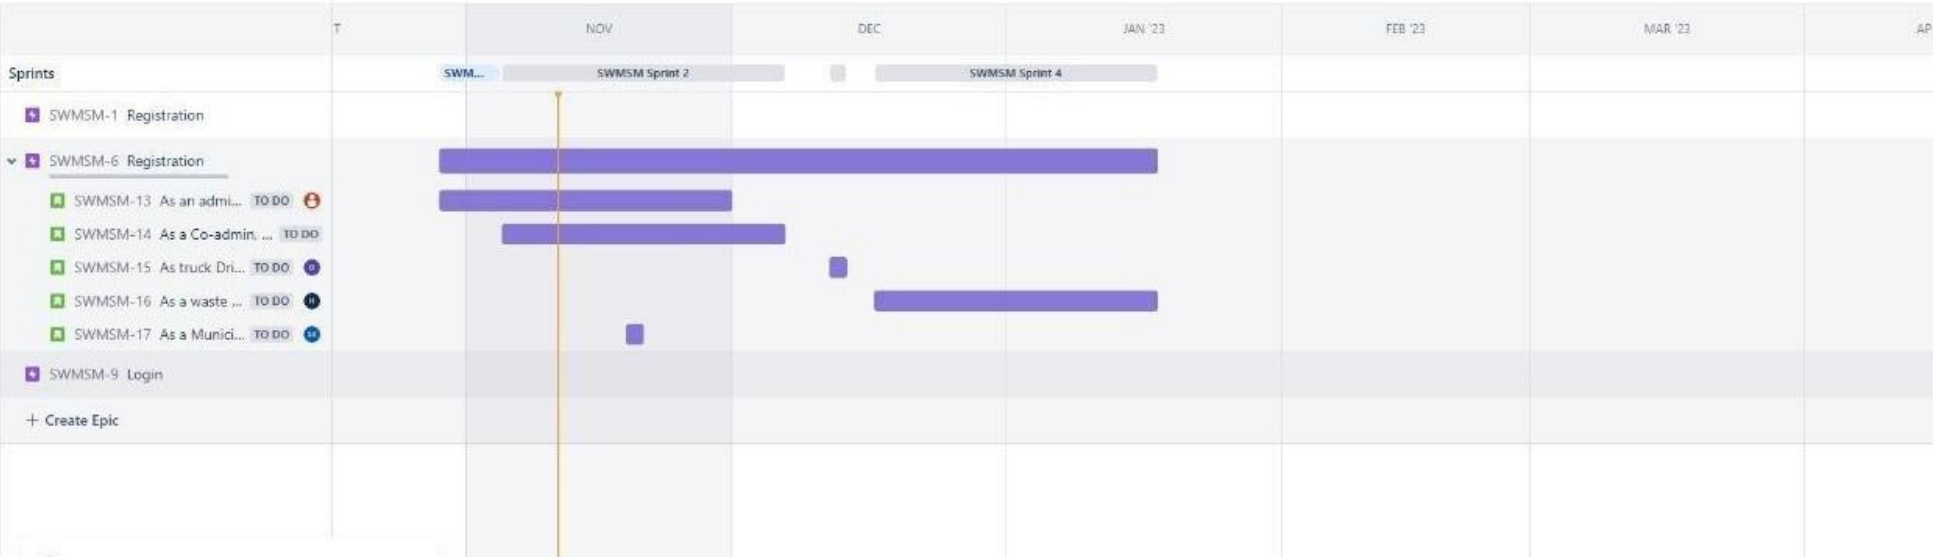 T NOV DEC JAN '23 FEB '23 MAR '23 AP
Sprints SWM... SWMSM Sprint 2 SWMSM Sprint 4
SWMSM-1 Registration
SWMSM-6 Registration
SWMSM-13 As an admi... TO DO
SWMSM-14 As a Co-admin, ... TO DO
SWMSM-15 As truck Dri... TO DO
SWMSM-16 As a waste ... TO DO H
SWMSM-17 As a Munici... TO DO
SWMSM-9 Login
+ Create Epic